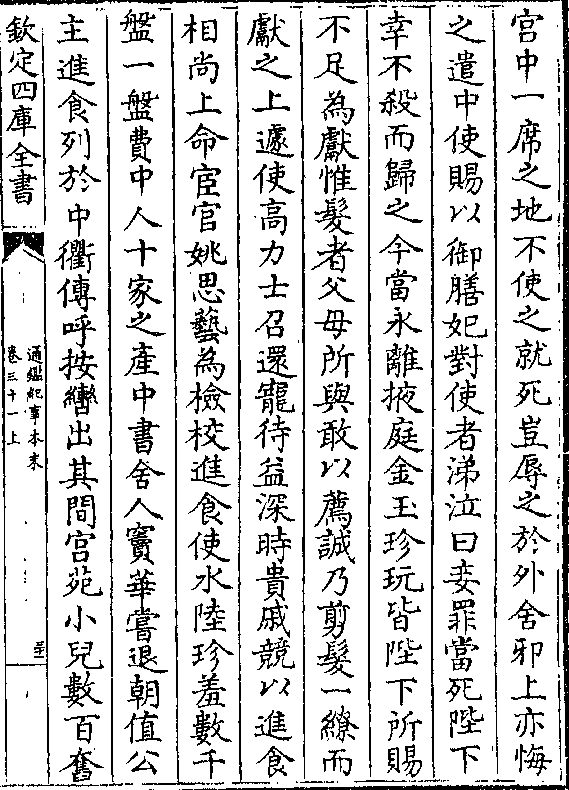 宫中一席之地不使之就死豈辱之於外舍邪上亦悔
之遣中使賜以御膳妃對使者涕泣曰妾罪當死陛下
幸不殺而歸之今當永離掖庭金玉珍玩皆陛下所賜
不足為獻惟髮者父母所與敢以薦誠乃剪髮一繚而
獻之上遽使高力士召還寵待益深時貴戚競以進食
相尚上命宦官姚思藝為檢校進食使水陸珍羞數千
盤一盤費中人十家之產中書舍人竇華嘗退朝值公
主進食列於中衢傳呼按轡出其間宫苑小兒數百奮
欽定四庫全書
通鑑紀事本末
卷三十一上